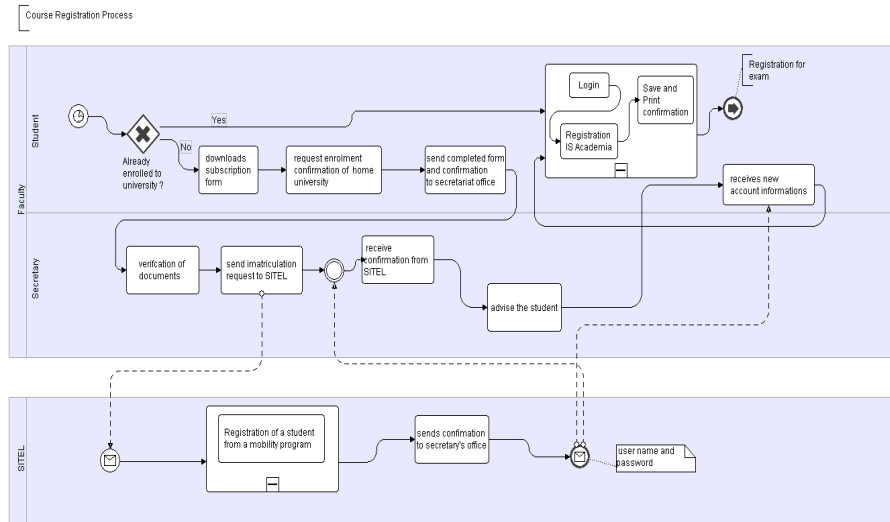 Course Registration Process
Faculty
Student
Already
enrolled to
university ?
Yes
No
downloads
subscription
form
request enrolment
confirmation of home
university
send completed form
and confirmation
to secretariat office
Login
Registration
IS Academia
Save and
Print
confirmation
Registration for
exam
receives new
account informations
Secretary
verifcation of
documents
send imatriculation
request to SITEL
receive
confirmation from
SITEL
advise the student
SITEL
Registration of a student
from a mobility program
sends confimation
to secretary's office
user name and
password